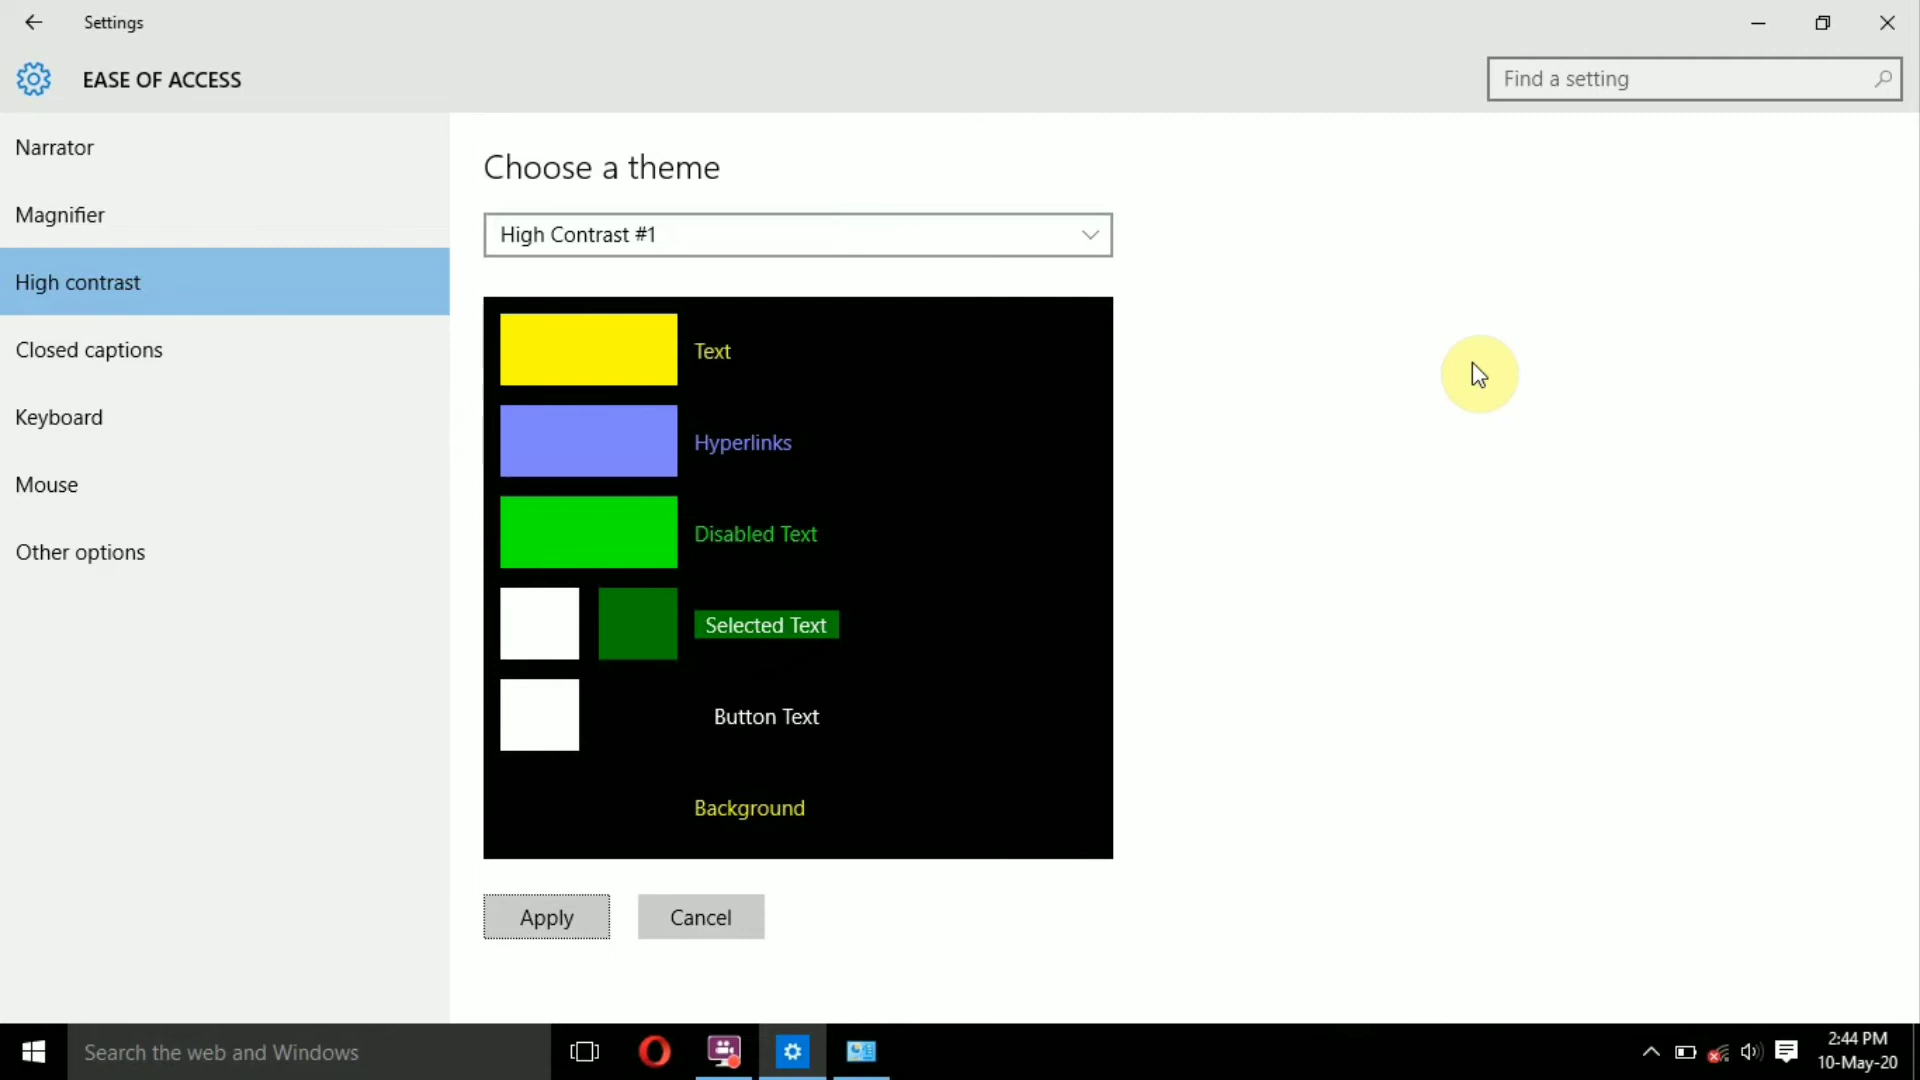 Settings
EASE OF ACCESS
Find a setting
Narrator
Magnifier
High contrast
Closed captions
Keyboard
Mouse
Other options
Choose a theme
High Contrast #1
Text
Hyperlinks
Disabled Text
Selected Text
Button Text
Background
Apply
Cancel
Search the web and Windows
2:44 PM
10-May-20